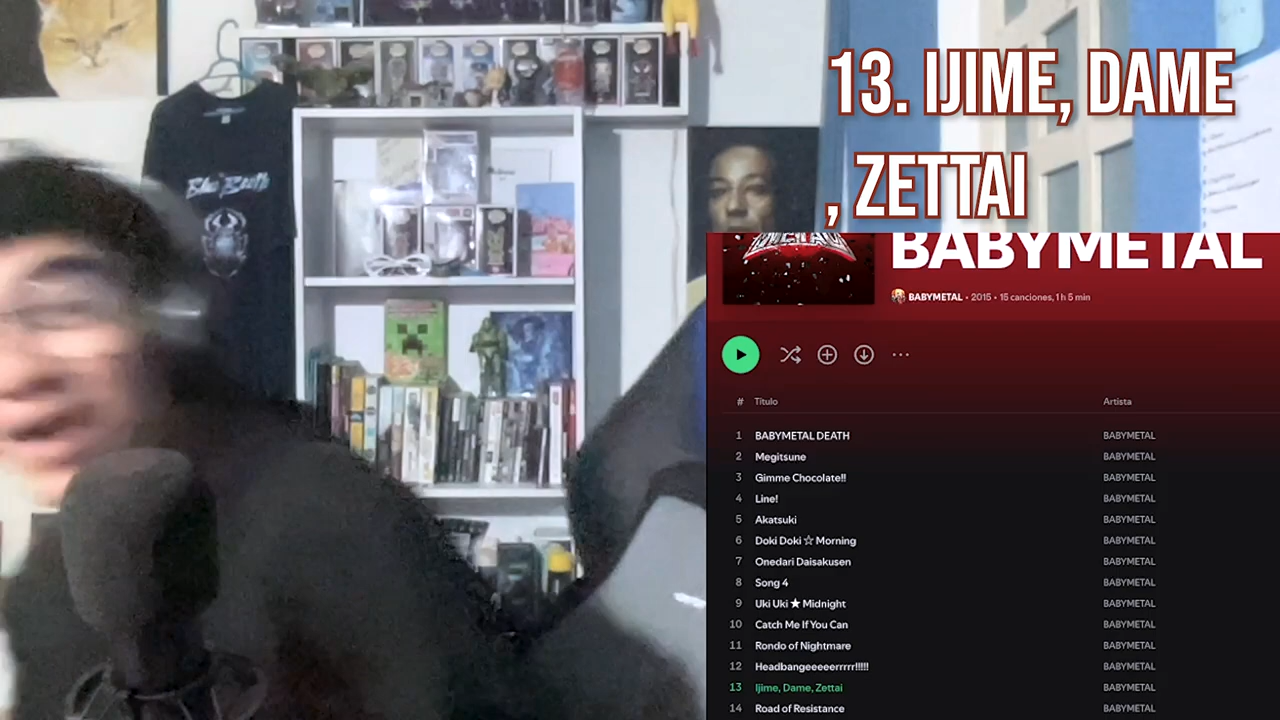 13. IJIME, DAME
, ZETTAI
Blue Beetle
BABYMETAL
BABYMETAL • 2015 • 15 canciones, 1 h 5 min
# Título Artista
1 BABYMETAL DEATH BABYMETAL
2 Megitsune BABYMETAL
3 Gimme Chocolate!! BABYMETAL
4 Line! BABYMETAL
5 Akatsuki BABYMETAL
6 Doki Doki ☆ Morning BABYMETAL
7 Onedari Daisakusen BABYMETAL
8 Song 4 BABYMETAL
9 Uki Uki ★ Midnight BABYMETAL
10 Catch Me If You Can BABYMETAL
11 Rondo of Nightmare BABYMETAL
12 Headbangeeeeerrrrr!!!!! BABYMETAL
13 Ijime, Dame, Zettai BABYMETAL
14 Road of Resistance BABYMETAL